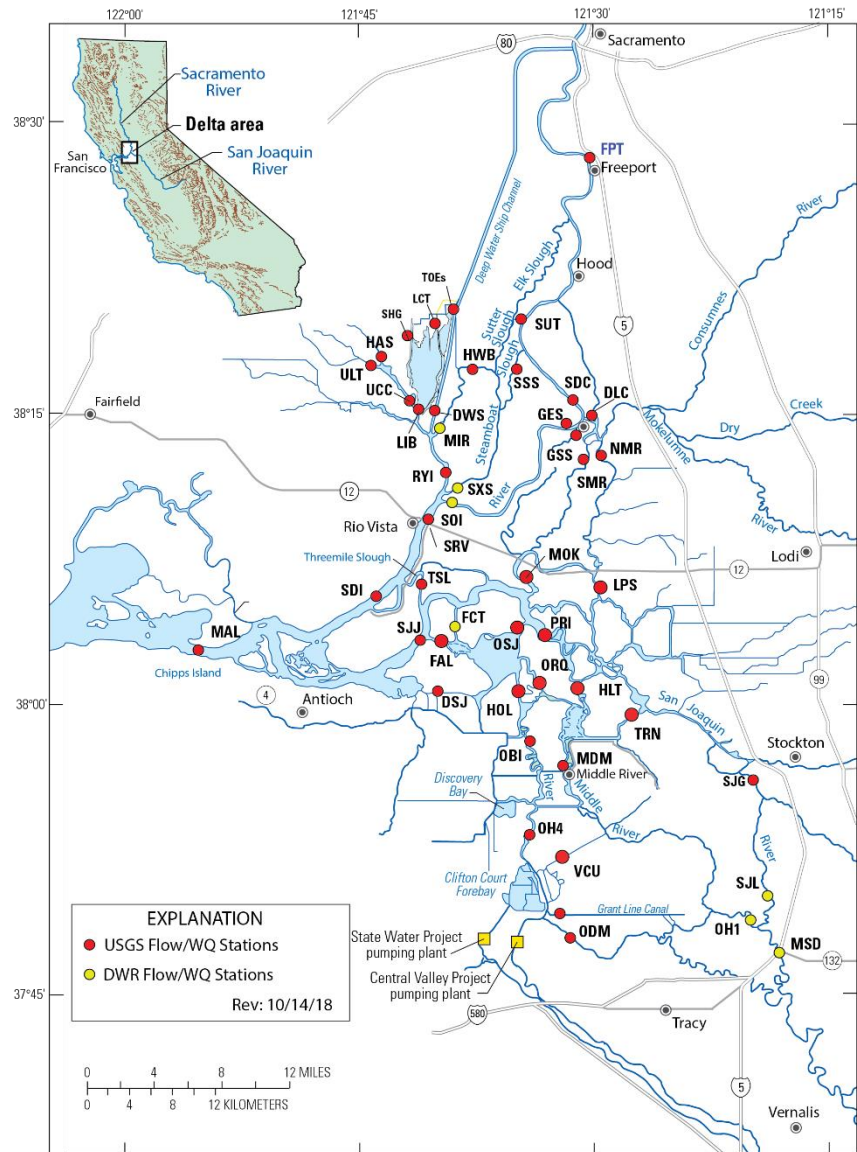 122°00'
121°45'
121°30'
121°15'
80
Sacramento
Sacramento
River
38°30'
Delta area
San
Francisco
San Joaquin
River
FPT
Freeport
River
Deep Water Ship Channel
Elk Slough
Hood
Consumnes
TOEs
LCT
SHG
Sutter
Slough
SUT
5
HAS
ULT
HWB
Slough
SSS
UCC
SDC
DLC
Fairfield
38°15'
DWS
GES
Creek
LIB
MIR
Steamboat
Dry
Mokelumne
GSS
NMR
RYI
SMR
SXS
River
12
River
SOI
Rio Vista
SRV
Lodi
MOK
Threemile Slough
12
TSL
LPS
SDI
FCT
PRI
MAL
SJJ
OSJ
FAL
ORQ
99
Chipps Island
HLT
4
38°00'
Antioch
DSJ
HOL
San
Joaquin
TRN
Stockton
OBI
MDM
Middle River
SJG
Discovery
Bay
River
Middle
River
OH4
River
VCU
Clifton Court
Forebay
SJL
EXPLANATION
Grant Line Canal
OH1
USGS Flow/WQ Stations
State Water Project
pumping plant
ODM
MSD
DWR Flow/WQ Stations
Central Valley Project
pumping plant
132
37°45'
Rev: 10/14/18
580
Tracy
0 4 8 12 MILES
0 4 8 12 KILOMETERS
5
Vernalis